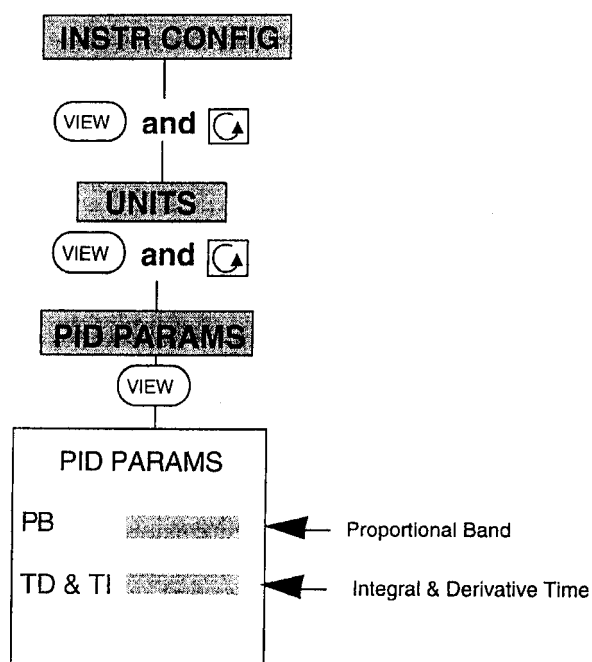 INSTR CONFIG
VIEW and
UNITS
VIEW and
PID PARAMS
VIEW
PID PARAMS
PB Proportional Band
TD & TI Integral & Derivative Time